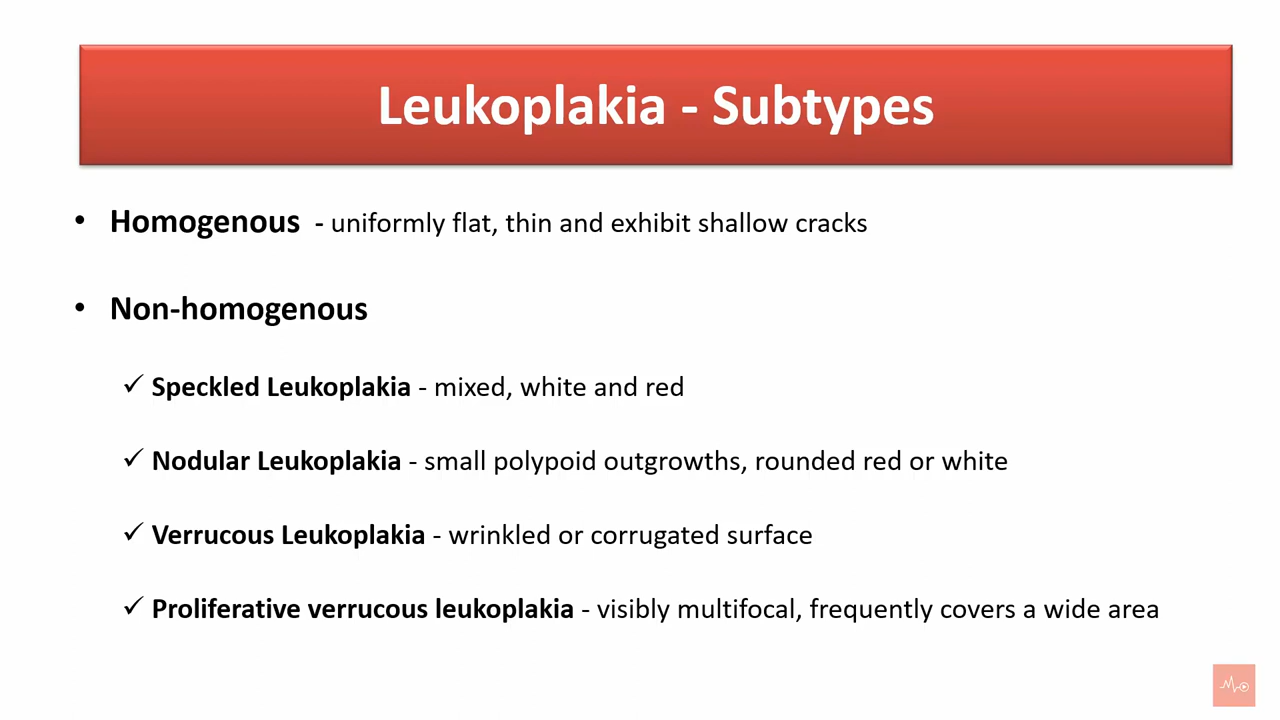 Leukoplakia - Subtypes
• Homogenous - uniformly flat, thin and exhibit shallow cracks
• Non-homogenous
✓ Speckled Leukoplakia - mixed, white and red
✓ Nodular Leukoplakia - small polypoid outgrowths, rounded red or white
✓ Verrucous Leukoplakia - wrinkled or corrugated surface
✓ Proliferative verrucous leukoplakia - visibly multifocal, frequently covers a wide area